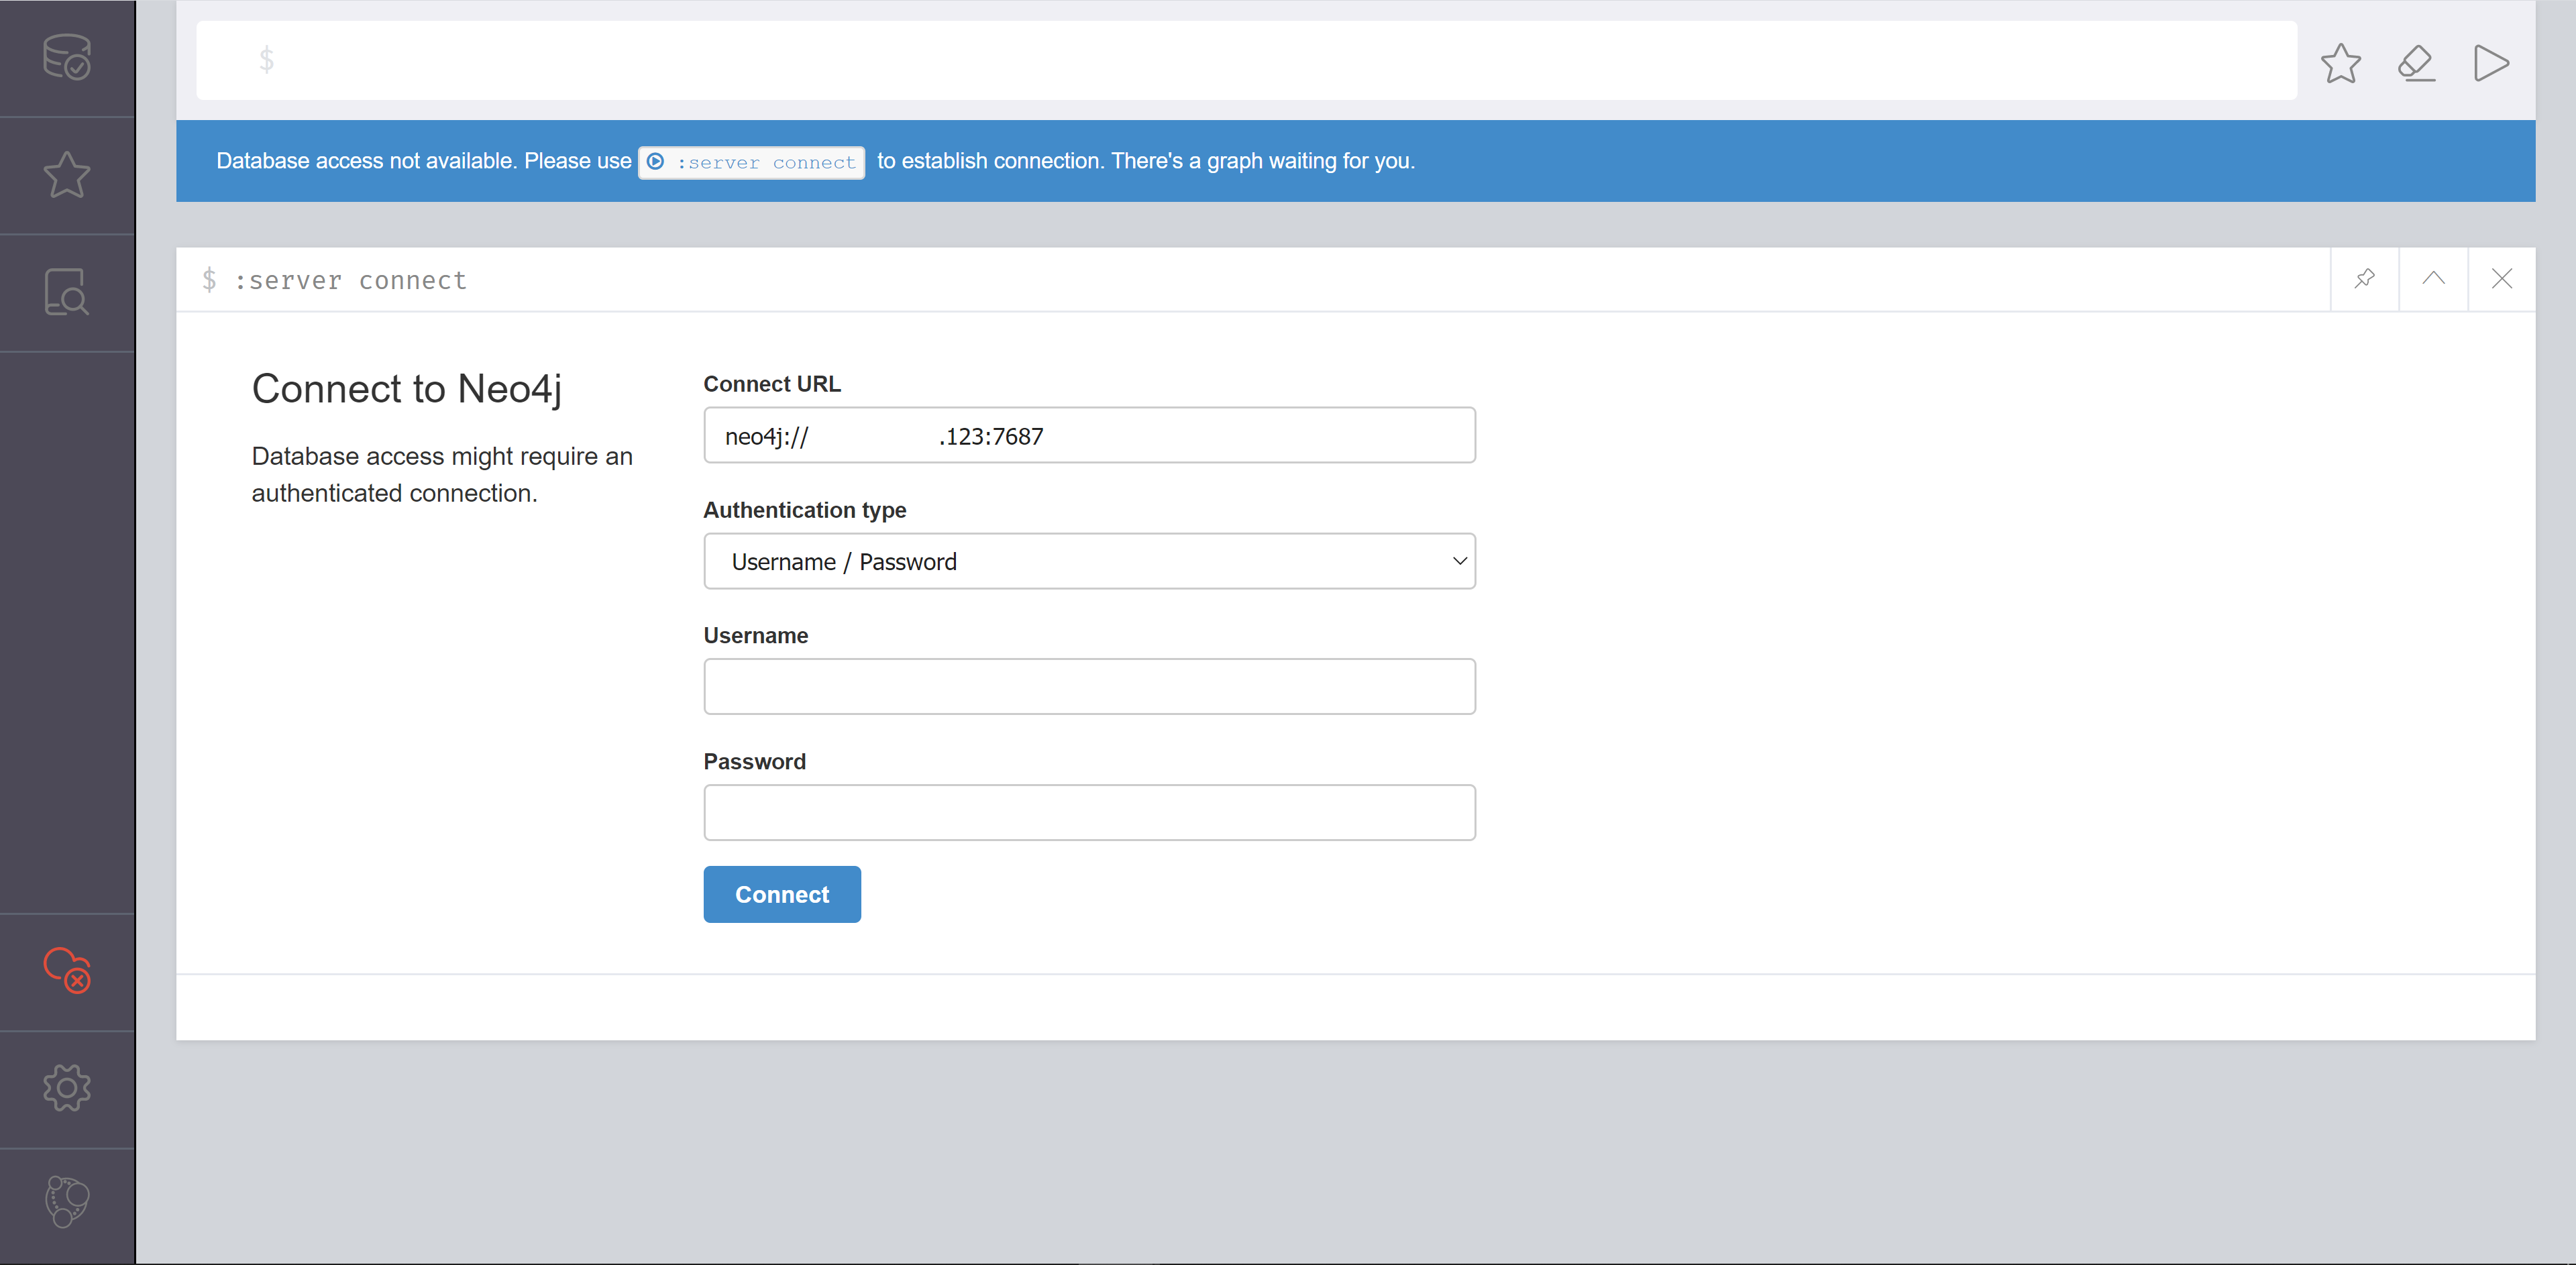 $
Database access not available. Please use :server connect to establish connection. There's a graph waiting for you.
$ :server connect
Connect to Neo4j
Database access might require an
authenticated connection.
Connect URL
neo4j:// .123:7687
Authentication type
Username / Password
Username
Password
Connect